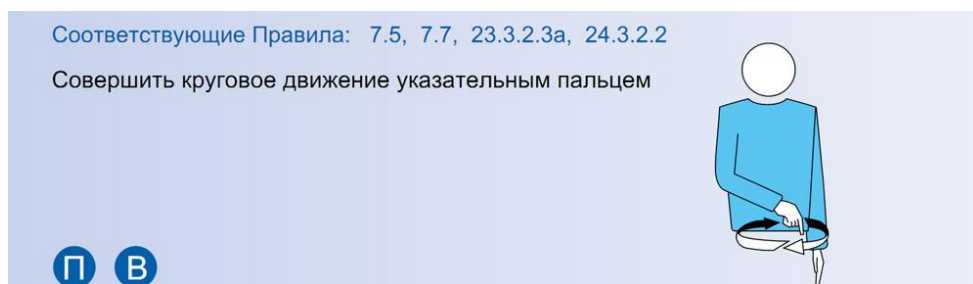 Соответствующие Правила: 7.5, 7.7, 23.3.2.3а, 24.3.2.2
Совершить круговое движение указательным пальцем
П В